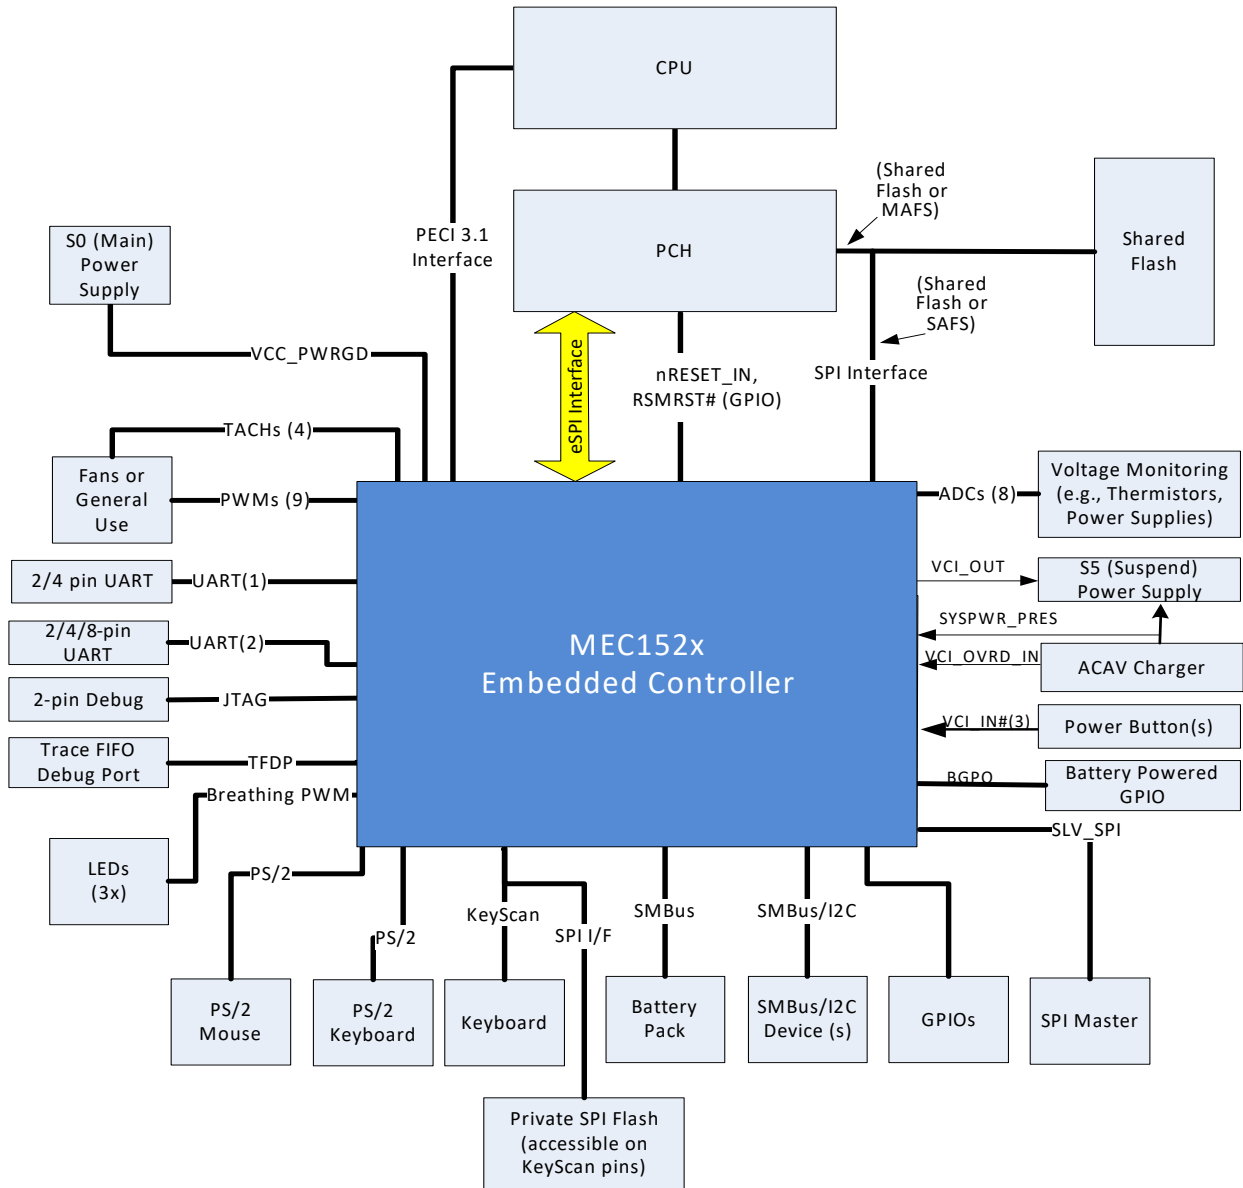 CPU
(Shared
Flash or
MAFS)
S0 (Main)
Power
Supply
PECI 3.1
Interface
PCH
Shared
Flash
(Shared
Flash or
SAFS)
VCC_PWRGD
eSPI Interface
nRESET_IN,
RSMRST# (GPIO)
SPI Interface
TACHs (4)
Fans or
General
Use
PWMs (9)
ADCs (8)
Voltage Monitoring
(e.g., Thermistors,
Power Supplies)
2/4 pin UART
UART(1)
VCI_OUT
S5 (Suspend)
Power Supply
2/4/8-pin
UART
UART(2)
SYSPWR_PRES
MEC152x
Embedded Controller
VCI_OVRD_IN
ACAV Charger
2-pin Debug
JTAG
VCI_IN#(3)
Power Button(s)
Trace FIFO
Debug Port
TFDP
BGPO
Battery Powered
GPIO
Breathing PWM
SLV_SPI
LEDs
(3x)
PS/2
PS/2
KeyScan
SPI I/F
SMBus
SMBus/I2C
PS/2
Mouse
PS/2
Keyboard
Keyboard
Battery
Pack
SMBus/I2C
Device (s)
GPIOs
SPI Master
Private SPI Flash
(accessible on
KeyScan pins)